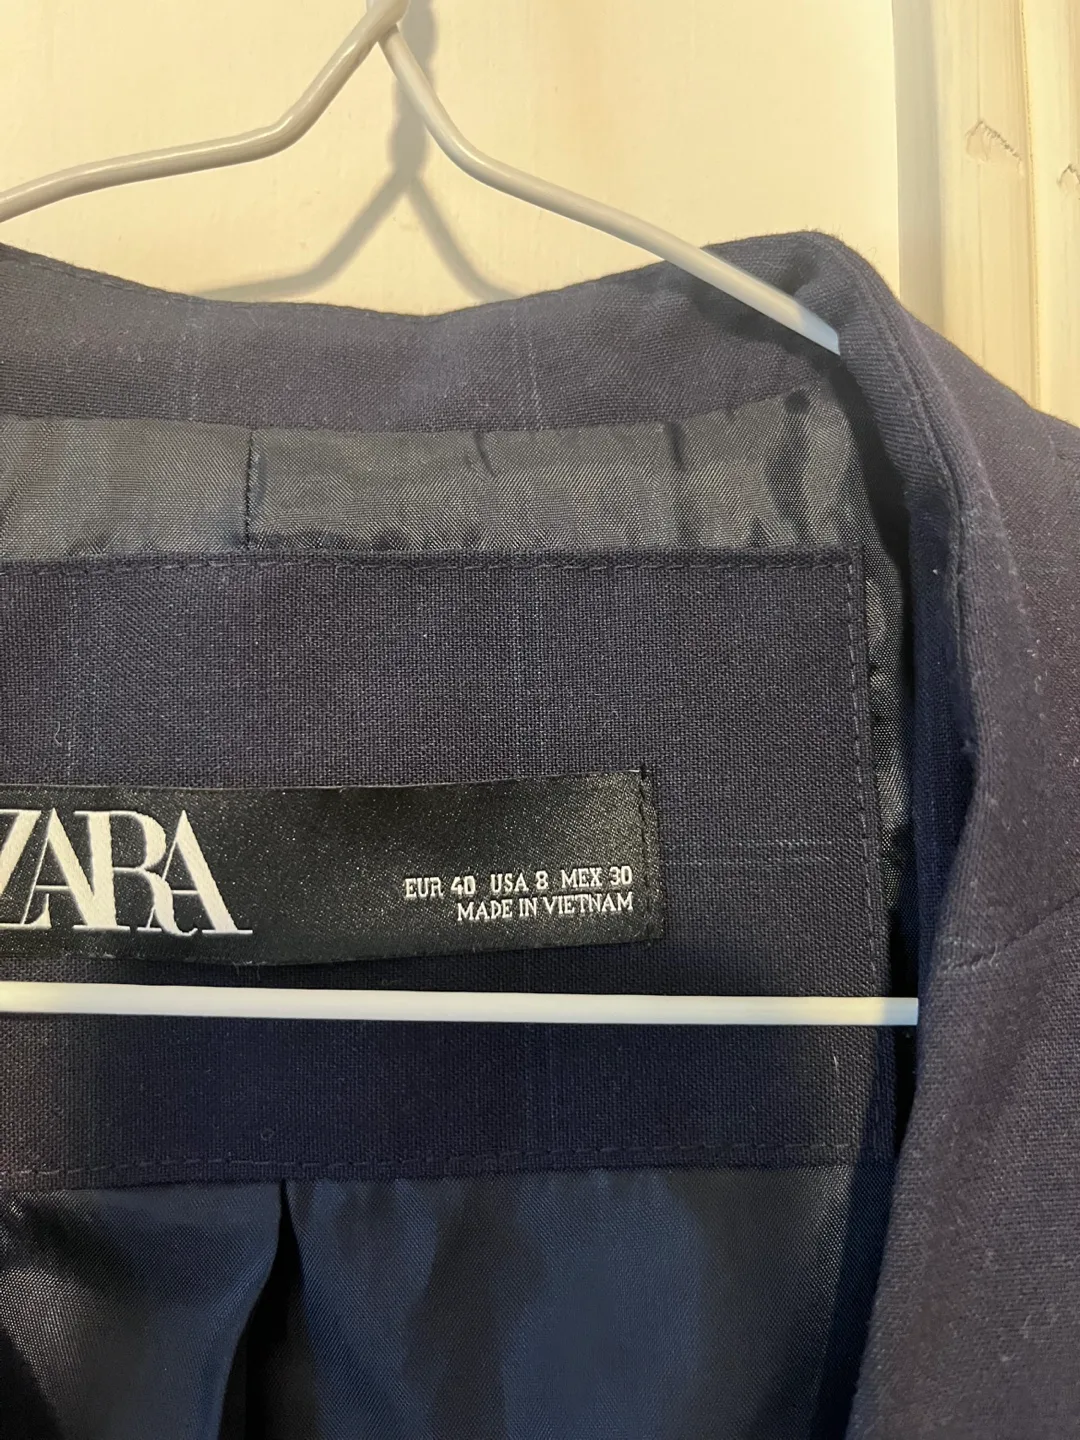 ZARA
EUR 40 USA 8 MEX 30
MADE IN VIETNAM